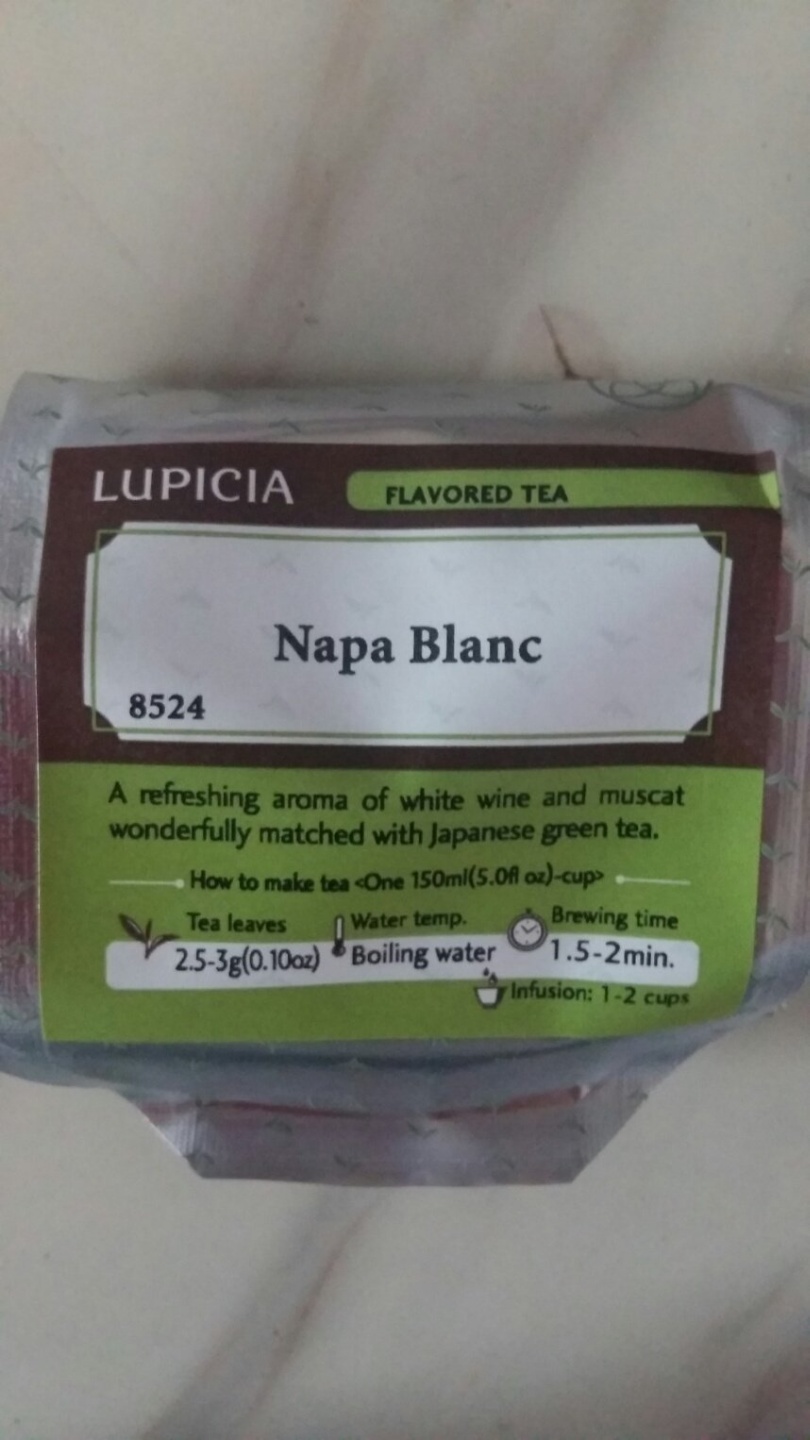 LUPICIA FLAVORED TEA
Napa Blanc
8524
A refreshing aroma of white wine and muscat
wonderfully matched with Japanese green tea.
How to make tea <One 150ml(5.0fl oz)-cup>
Tea leaves Water temp. Brewing time
2.5-3g(0.10oz) Boiling water 1.5-2min.
Infusion: 1-2 cups